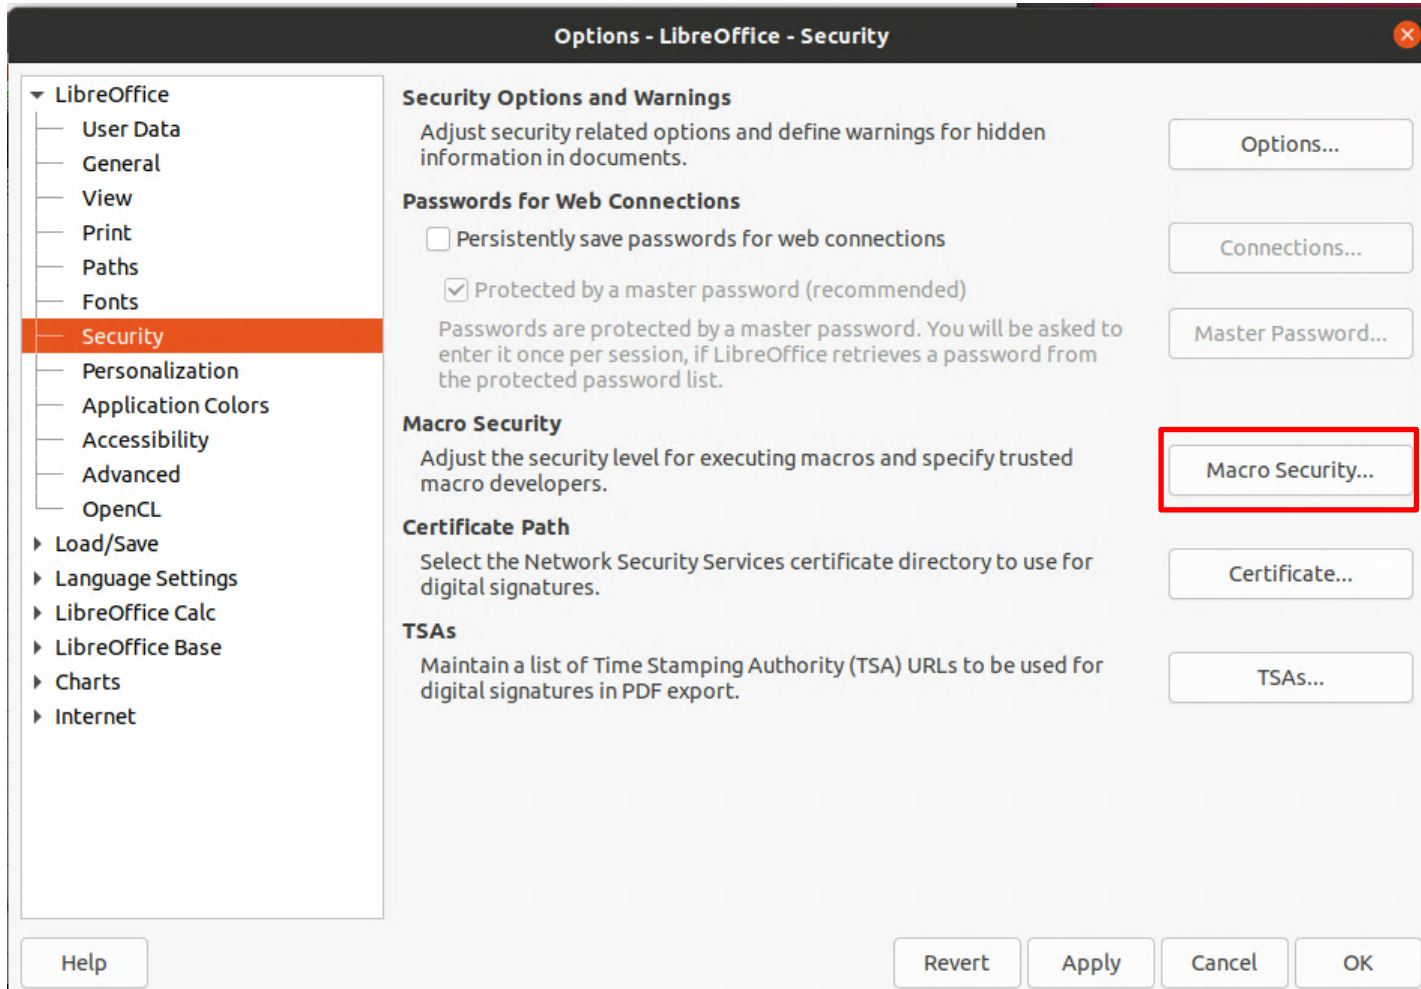 Options - LibreOffice - Security
LibreOffice
User Data
General
View
Print
Paths
Fonts
Security
Personalization
Application Colors
Accessibility
Advanced
OpenCL
Load/Save
Language Settings
LibreOffice Calc
LibreOffice Base
Charts
Internet
Security Options and Warnings
Adjust security related options and define warnings for hidden
information in documents.
Options...
Passwords for Web Connections
Persistently save passwords for web connections
Connections...
Protected by a master password (recommended)
Passwords are protected by a master password. You will be asked to
enter it once per session, if LibreOffice retrieves a password from
the protected password list.
Master Password...
Macro Security
Adjust the security level for executing macros and specify trusted
macro developers.
Macro Security...
Certificate Path
Select the Network Security Services certificate directory to use for
digital signatures.
Certificate...
TSAs
Maintain a list of Time Stamping Authority (TSA) URLs to be used for
digital signatures in PDF export.
TSAs...
Help
Revert
Apply
Cancel
OK